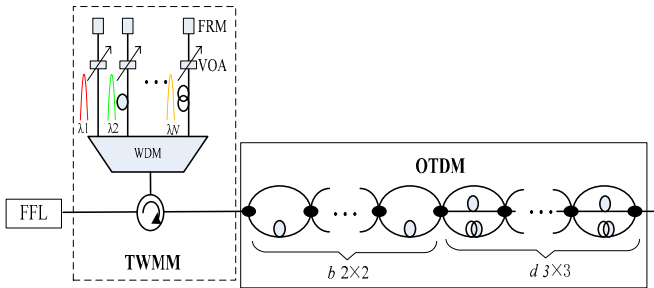 FRM
VOA
λ1
λ2
λN
WDM
OTDM
FFL
TWMM
b 2×2
d 3×3